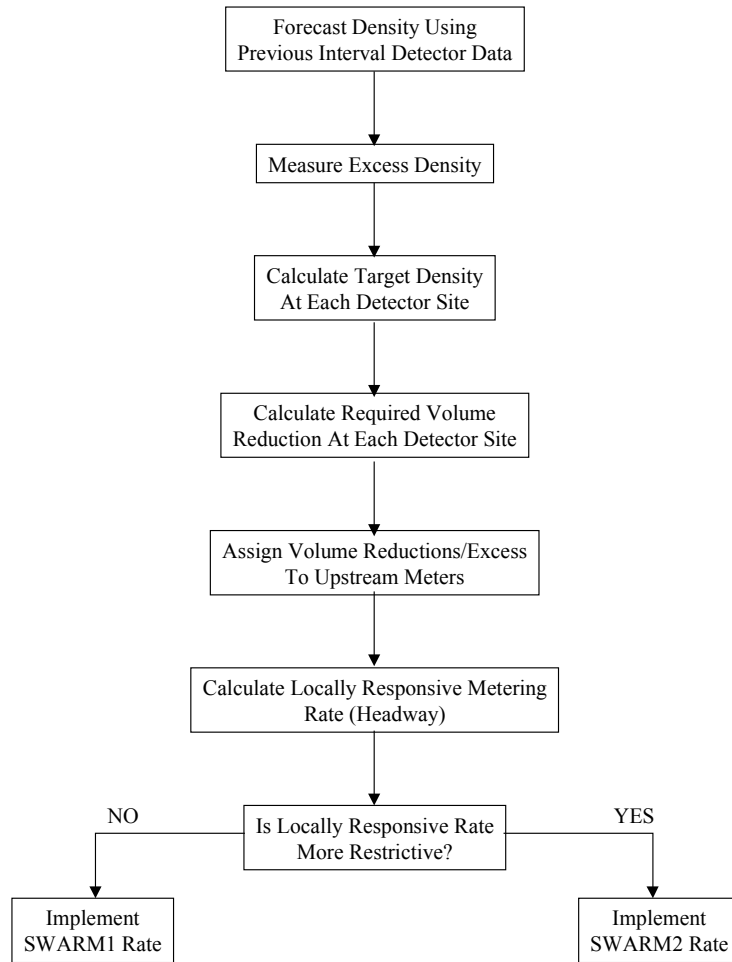 Forecast Density Using
Previous Interval Detector Data
Measure Excess Density
Calculate Target Density
At Each Detector Site
Calculate Required Volume
Reduction At Each Detector Site
Assign Volume Reductions/Excess
To Upstream Meters
Calculate Locally Responsive Metering
Rate (Headway)
NO
Is Locally Responsive Rate
More Restrictive?
YES
Implement
SWARM1 Rate
Implement
SWARM2 Rate